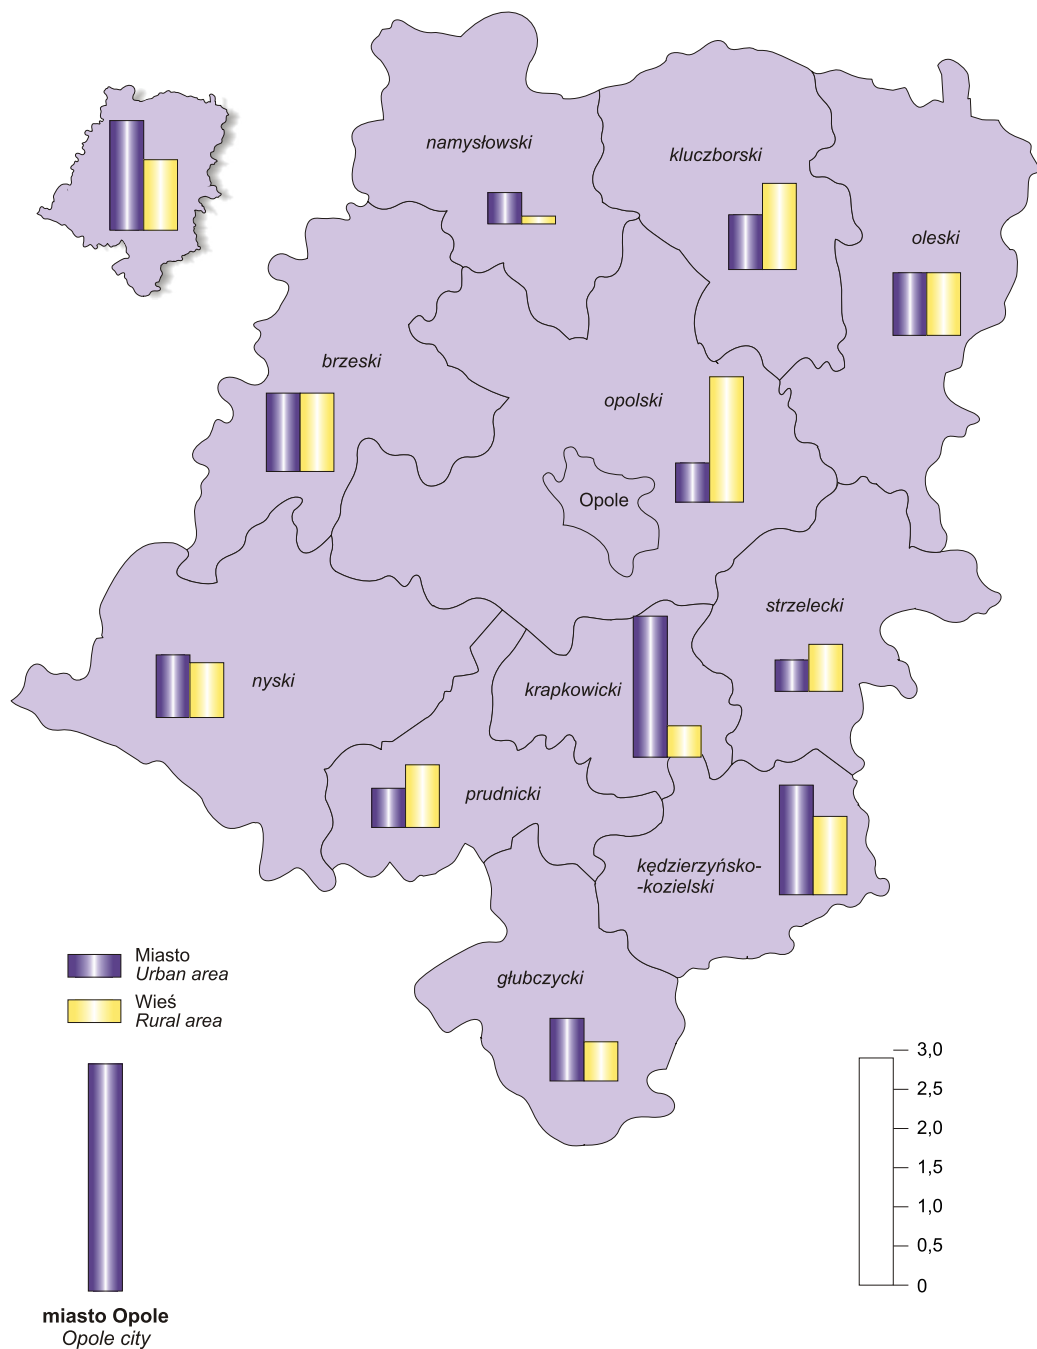 namysłowski
kluczborski
oleski
brzeski
opolski
Opole
strzelecki
nyski
krapkowicki
prudnicki
kędzierzyńsko-
-kozielski
głubczycki
Miasto
Urban area
Wieś
Rural area
3,0
2,5
2,0
1,5
1,0
0,5
0
miasto Opole
Opole city